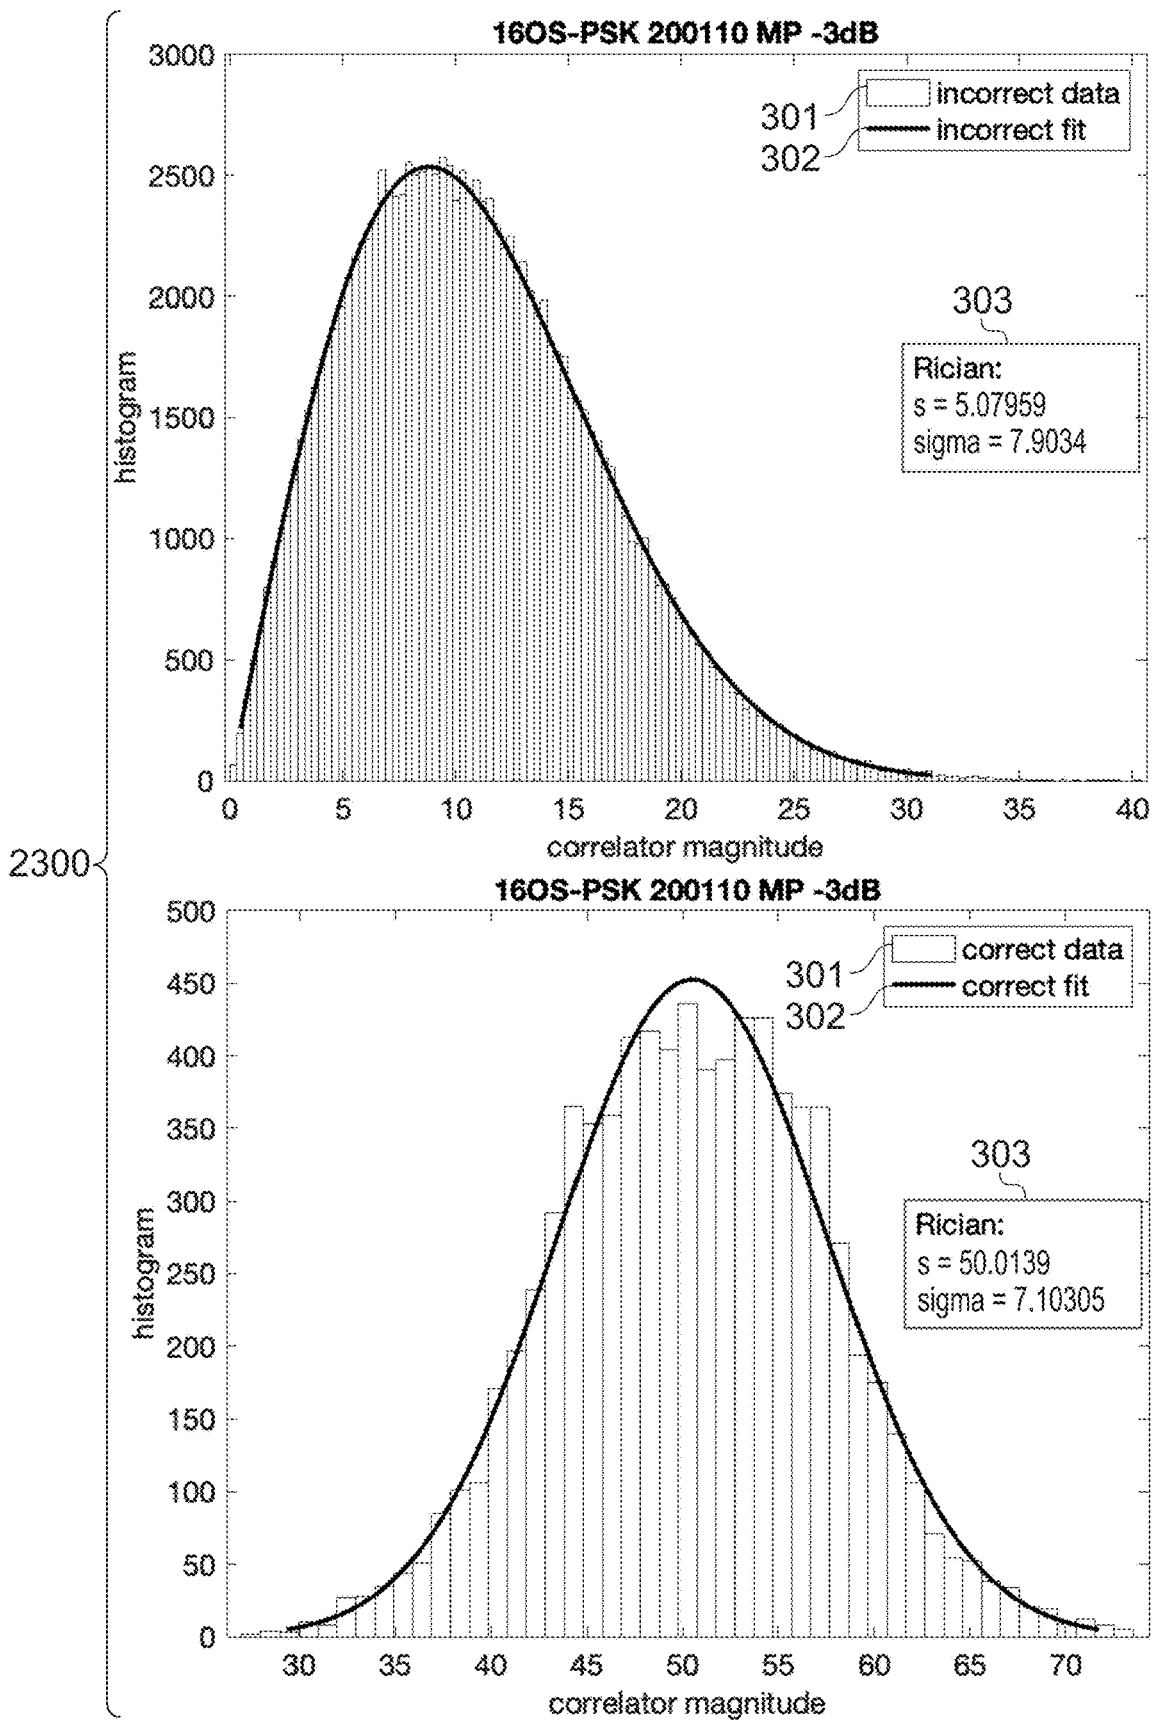 16OS-PSK 200110 MP -3dB
3000
2500
2000
1500
1000
500
0
histogram
301
302
incorrect data
incorrect fit
303
Rician:
s = 5.07959
sigma = 7.9034
0 5 10 15 20 25 30 35 40
correlator magnitude
2300
16OS-PSK 200110 MP -3dB
500
450
400
350
300
250
200
150
100
50
0
histogram
301
302
correct data
correct fit
303
Rician:
s = 50.0139
sigma = 7.10305
30 35 40 45 50 55 60 65 70
correlator magnitude